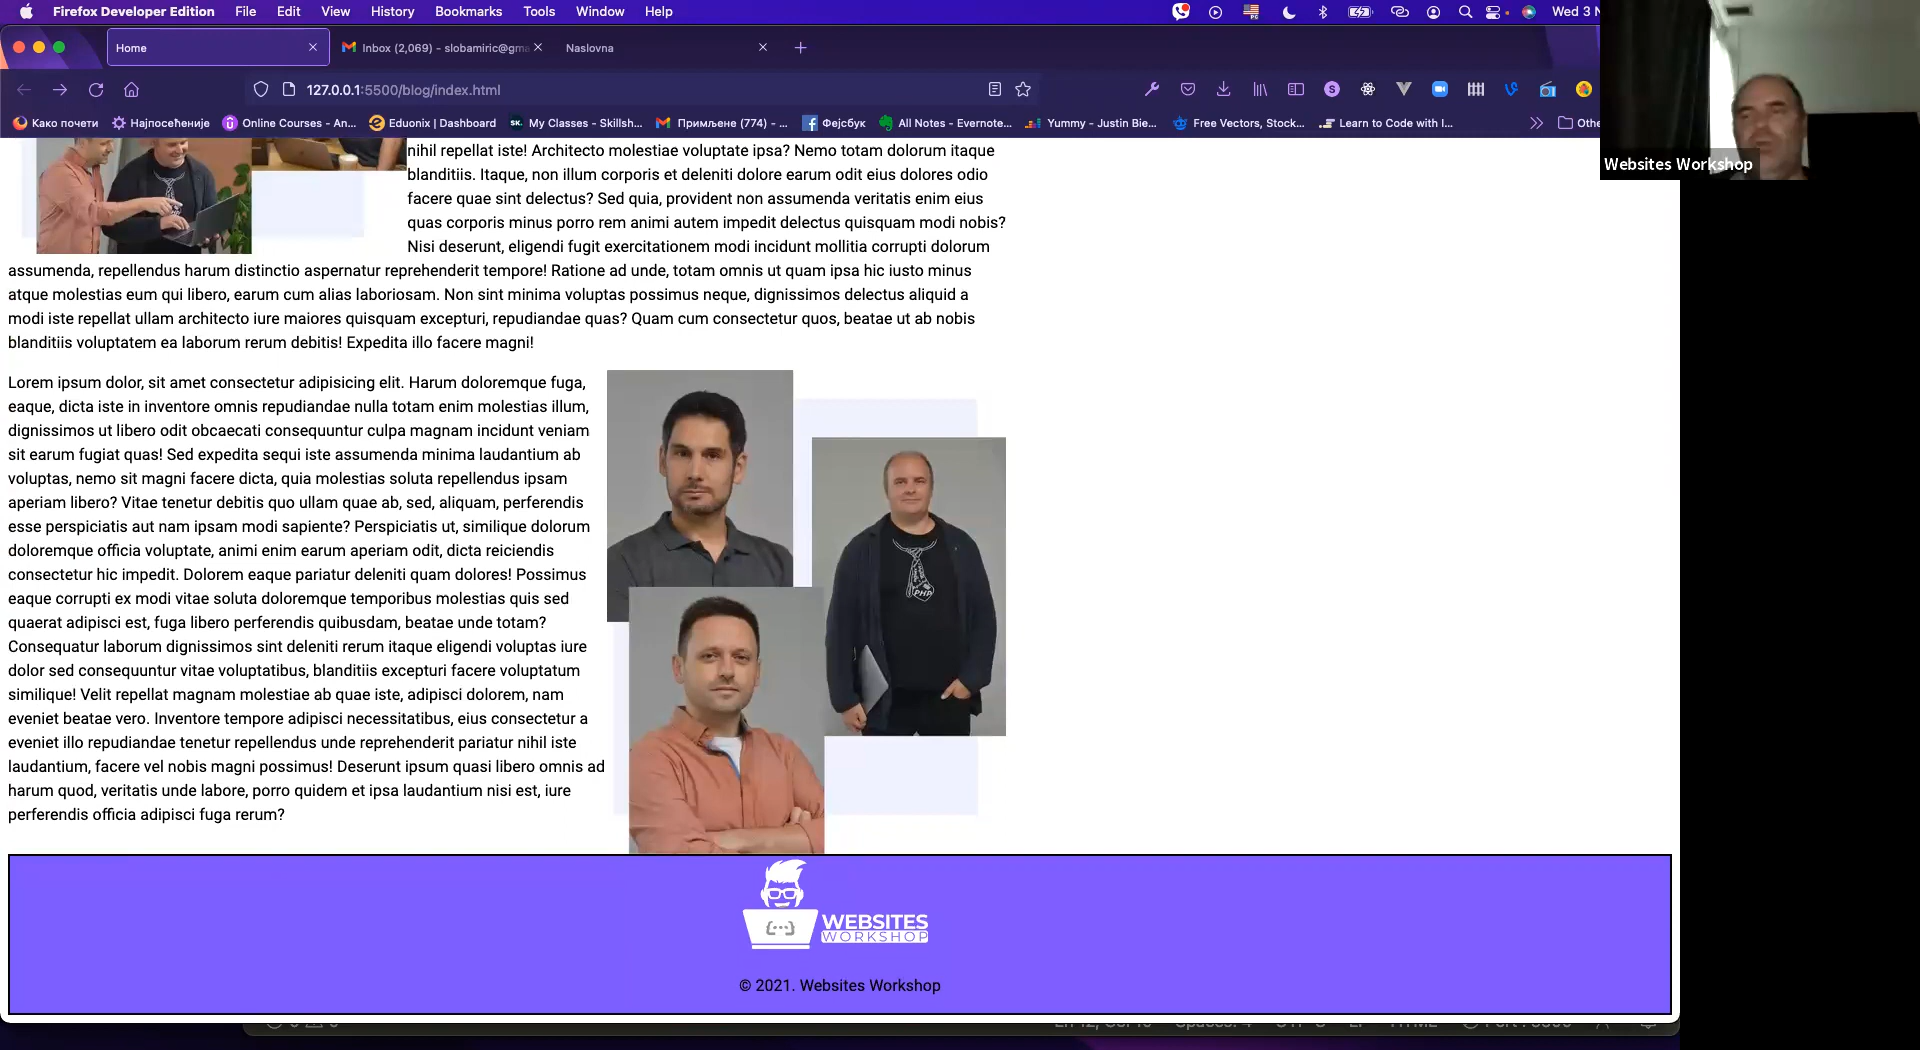 Firefox Developer Edition File Edit View History Bookmarks Tools Window Help Wed 3 N
Home Inbox (2,069) - slobamiric@gma Naslovna
127.0.0.1:5500/blog/index.html
Како почети Најпосећеније Online Courses - An... Eduonix | Dashboard My Classes - Skillsh... Примљене (774) - ... Фејсбук All Notes - Evernote... Yummy - Justin Bie... Free Vectors, Stock... Learn to Code with I... Othe
Websites Workshop
nihil repellat iste! Architecto molestiae voluptate ipsa? Nemo totam dolorum itaque
blanditiis. Itaque, non illum corporis et deleniti dolore earum odit eius dolores odio
facere quae sint delectus? Sed quia, provident non assumenda veritatis enim eius
quas corporis minus porro rem animi autem impedit delectus quisquam modi nobis?
Nisi deserunt, eligendi fugit exercitationem modi incidunt mollitia corrupti dolorum
assumenda, repellendus harum distinctio aspernatur reprehenderit tempore! Ratione ad unde, totam omnis ut quam ipsa hic iusto minus
atque molestias eum qui libero, earum cum alias laboriosam. Non sint minima voluptas possimus neque, dignissimos delectus aliquid a
modi iste repellat ullam architecto iure maiores quisquam excepturi, repudiandae quas? Quam cum consectetur quos, beatae ut ab nobis
blanditiis voluptatem ea laborum rerum debitis! Expedita illo facere magni!
Lorem ipsum dolor, sit amet consectetur adipisicing elit. Harum doloremque fuga,
eaque, dicta iste in inventore omnis repudiandae nulla totam enim molestias illum,
dignissimos ut libero odit obcaecati consequuntur culpa magnam incidunt veniam
sit earum fugiat quas! Sed expedita sequi iste assumenda minima laudantium ab
voluptas, nemo sit magni facere dicta, quia molestias soluta repellendus ipsam
aperiam libero? Vitae tenetur debitis quo ullam quae ab, sed, aliquam, perferendis
esse perspiciatis aut nam ipsam modi sapiente? Perspiciatis ut, similique dolorum
doloremque officia voluptate, animi enim earum aperiam odit, dicta reiciendis
consectetur hic impedit. Dolorem eaque pariatur deleniti quam dolores! Possimus
eaque corrupti ex modi vitae soluta doloremque temporibus molestias quis sed
quaerat adipisci est, fuga libero perferendis quibusdam, beatae unde totam?
Consequatur laborum dignissimos sint deleniti rerum itaque eligendi voluptas iure
dolor sed consequuntur vitae voluptatibus, blanditiis excepturi facere voluptatum
similique! Velit repellat magnam molestiae ab quae iste, adipisci dolorem, nam
eveniet beatae vero. Inventore tempore adipisci necessitatibus, eius consectetur a
eveniet illo repudiandae tenetur repellendus unde reprehenderit pariatur nihil iste
laudantium, facere vel nobis magni possimus! Deserunt ipsum quasi libero omnis ad
harum quod, veritatis unde labore, porro quidem et ipsa laudantium nisi est, iure
perferendis officia adipisci fuga rerum?
PHP
WEBSITES
WORKSHOP
© 2021. Websites Workshop